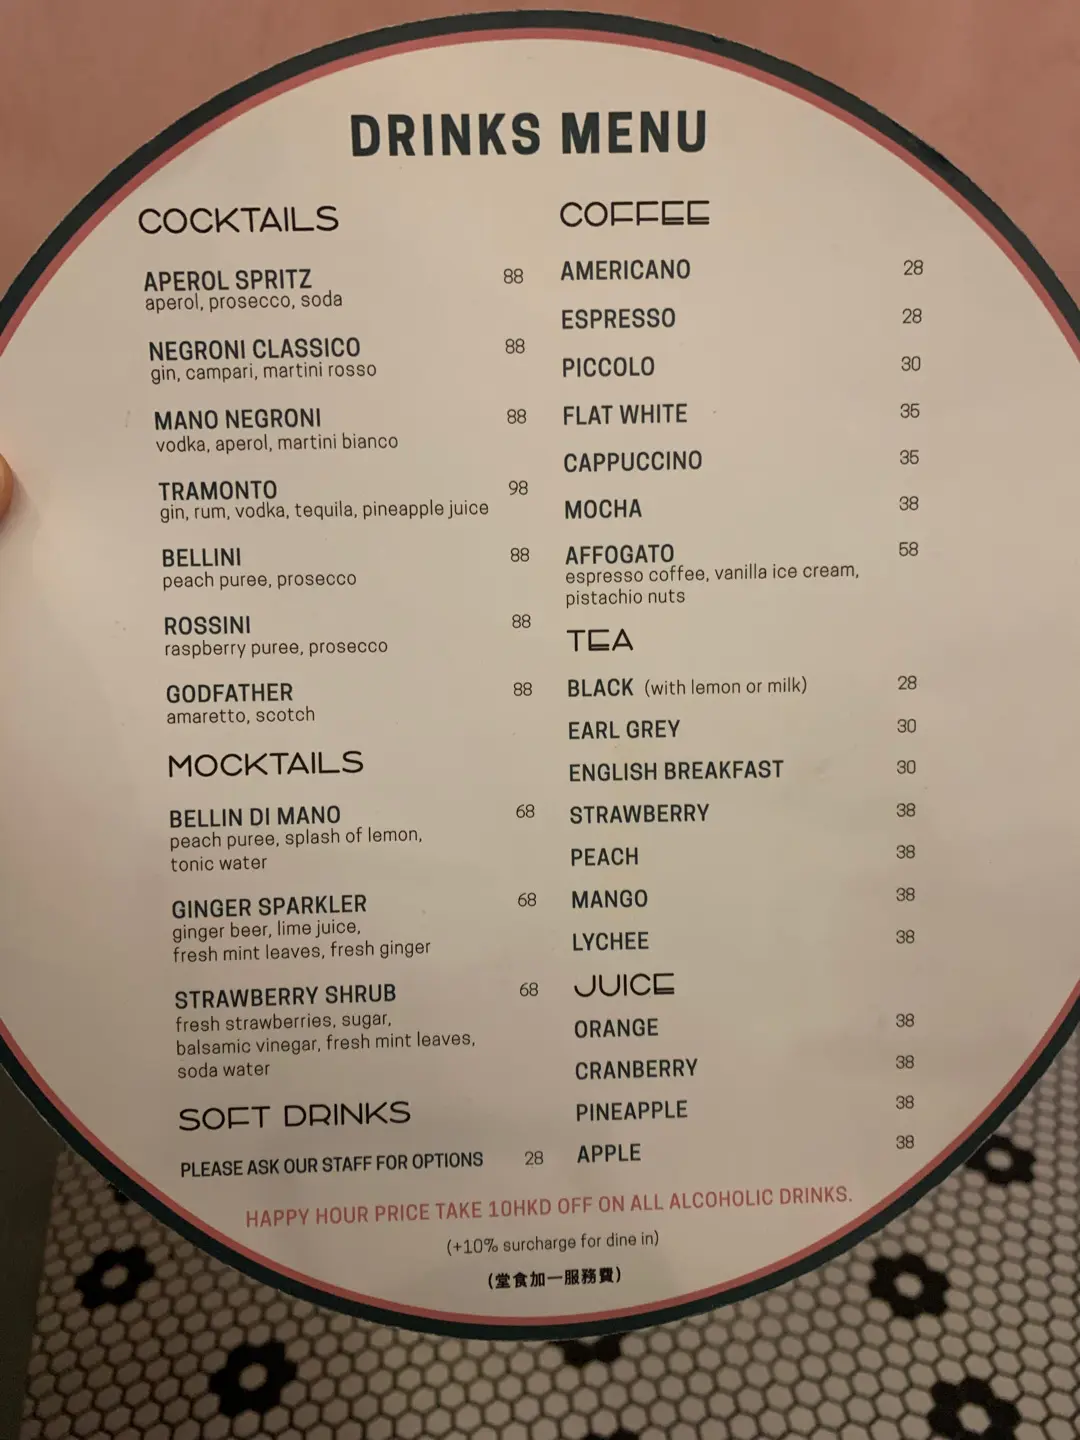 DRINKS MENU
COCKTAILS
APEROL SPRITZ 88
aperol, prosecco, soda
NEGRONI CLASSICO 88
gin, campari, martini rosso
MANO NEGRONI 88
vodka, aperol, martini bianco
TRAMONTO 98
gin, rum, vodka, tequila, pineapple juice
BELLINI 88
peach puree, prosecco
ROSSINI 88
raspberry puree, prosecco
GODFATHER 88
amaretto, scotch
MOCKTAILS
BELLIN DI MANO 68
peach puree, splash of lemon,
tonic water
GINGER SPARKLER 68
ginger beer, lime juice,
fresh mint leaves, fresh ginger
STRAWBERRY SHRUB 68
fresh strawberries, sugar,
balsamic vinegar, fresh mint leaves,
soda water
SOFT DRINKS
PLEASE ASK OUR STAFF FOR OPTIONS 28
COFFEE
AMERICANO 28
ESPRESSO 28
PICCOLO 30
FLAT WHITE 35
CAPPUCCINO 35
MOCHA 38
AFFOGATO 58
espresso coffee, vanilla ice cream,
pistachio nuts
TEA
BLACK (with lemon or milk) 28
EARL GREY 30
ENGLISH BREAKFAST 30
STRAWBERRY 38
PEACH 38
MANGO 38
LYCHEE 38
JUICE
ORANGE 38
CRANBERRY 38
PINEAPPLE 38
APPLE 38
HAPPY HOUR PRICE TAKE 10HKD OFF ON ALL ALCOHOLIC DRINKS.
(+10% surcharge for dine in)
(堂食加一服務費)